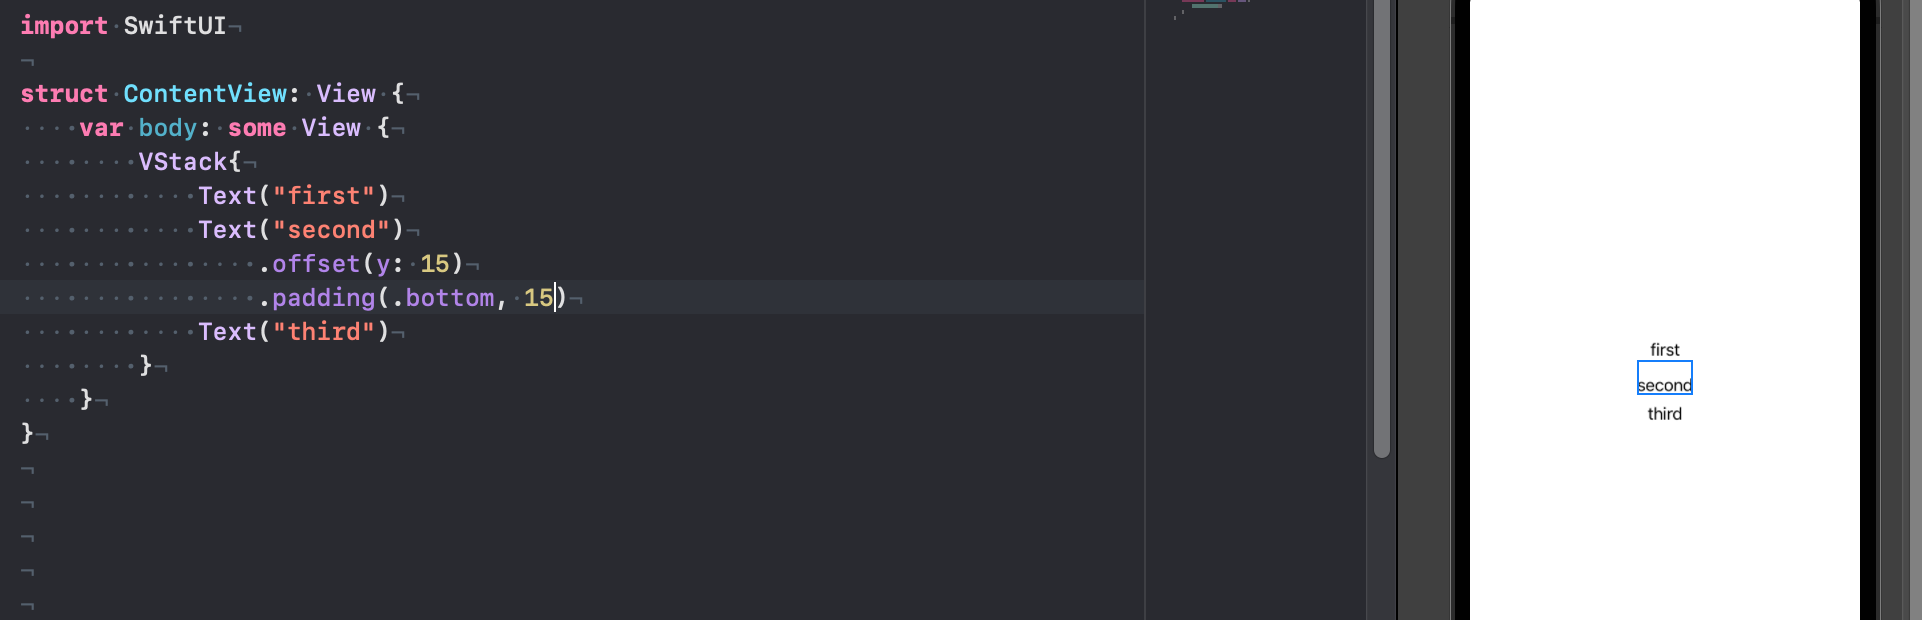 import SwiftUI
struct ContentView: View {
    var body: some View {
        VStack{
            Text("first")
            Text("second")
                .offset(y: 15)
                .padding(.bottom, 15)
            Text("third")
        }
    }
}
first
second
third